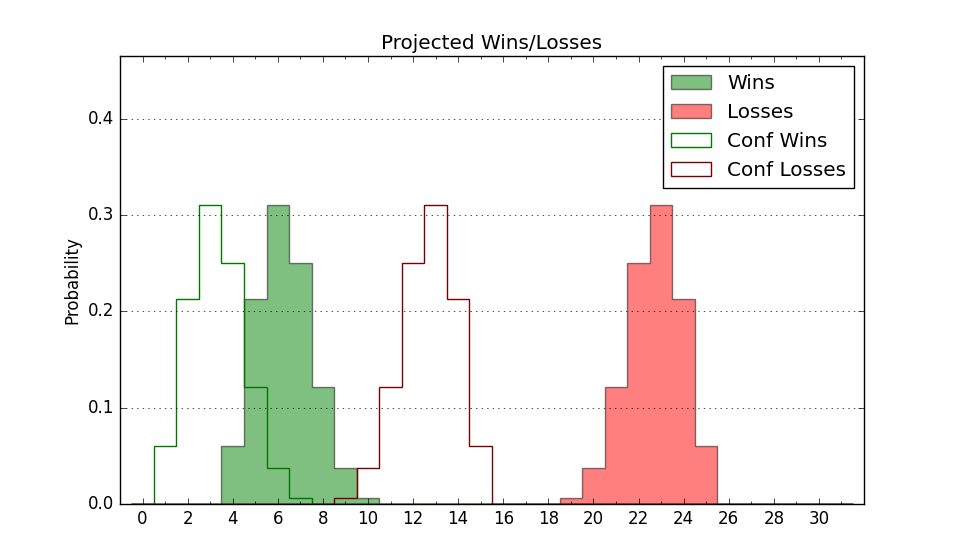 Projected Wins/Losses
Wins
Losses
Conf Wins
Conf Losses
Probability
0.4
0.3
0.2
0.1
0.0
0 2 4 6 8 10 12 14 16 18 20 22 24 26 28 30